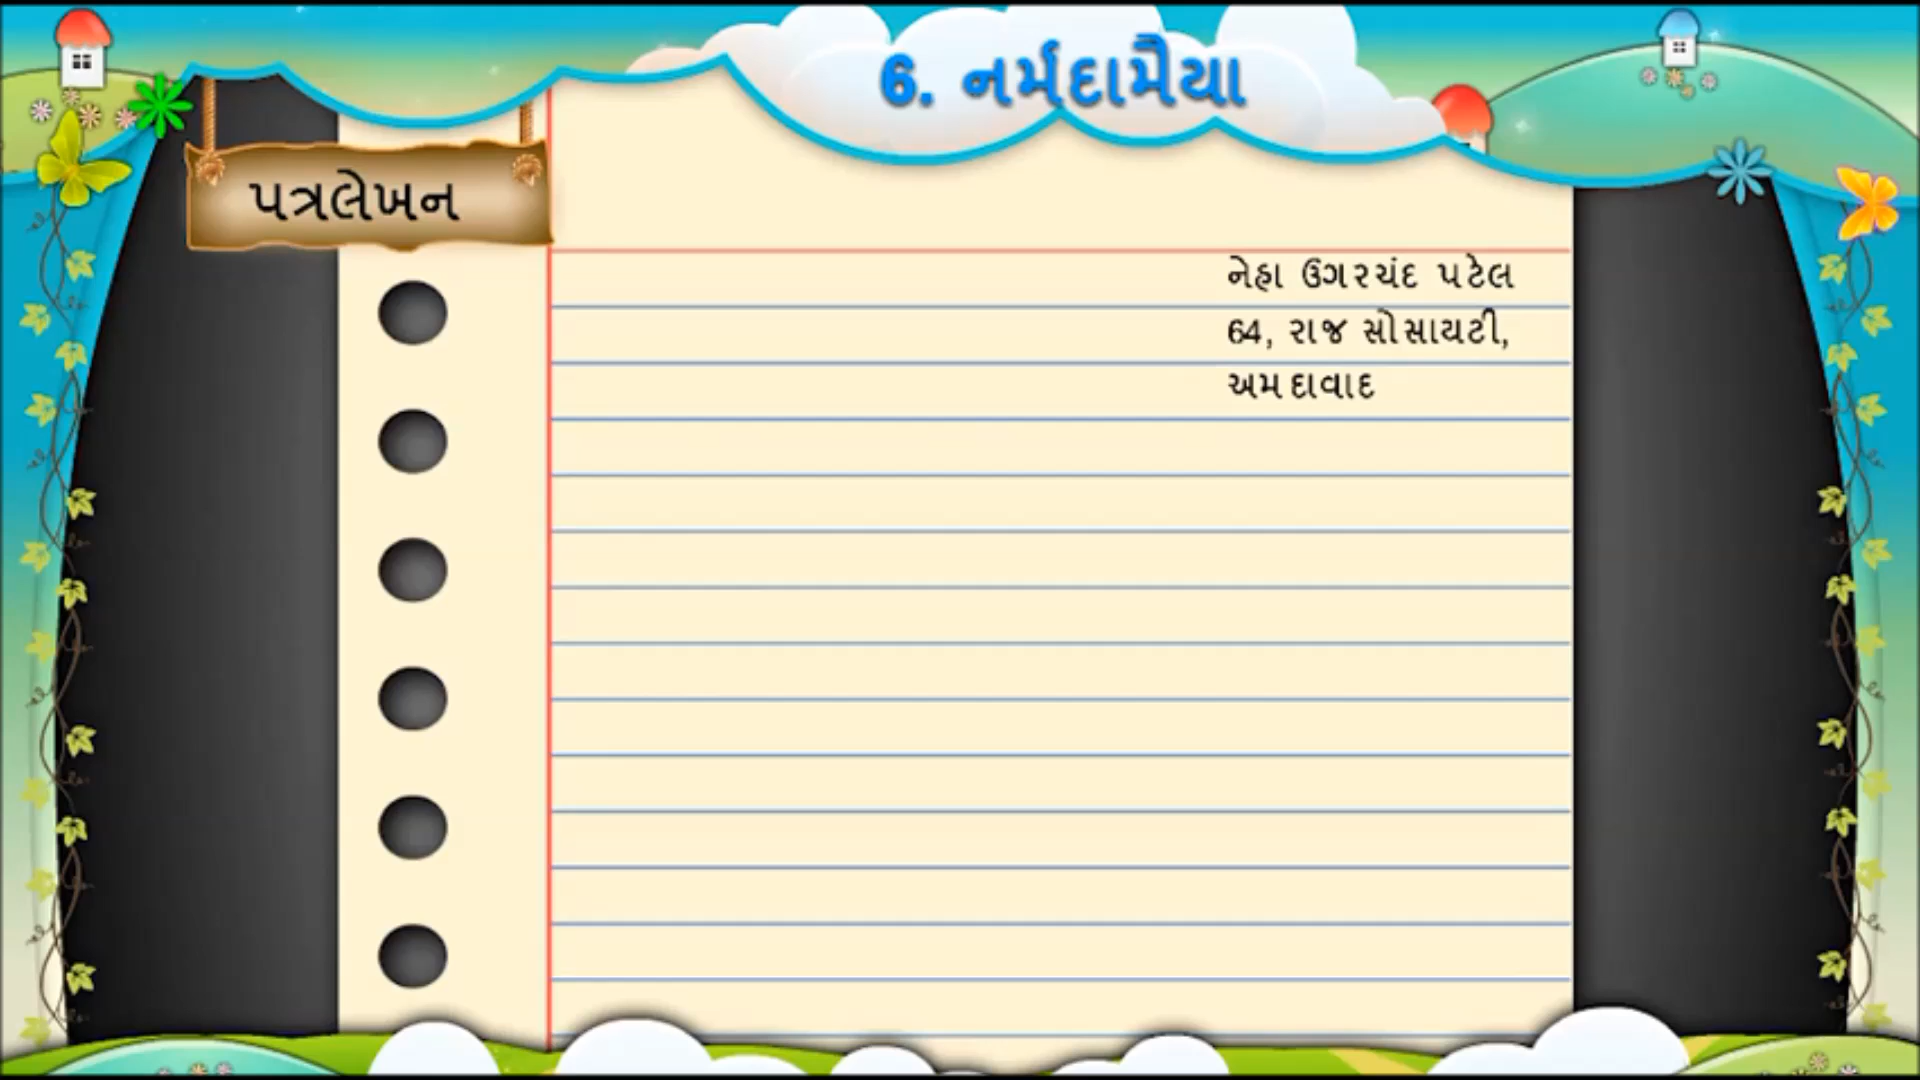 6. નર્મદામૈયા
પત્રલેખન
નેહા ઉગરચંદ પટેલ
64, રાજ સોસાયટી,
અમદાવાદ